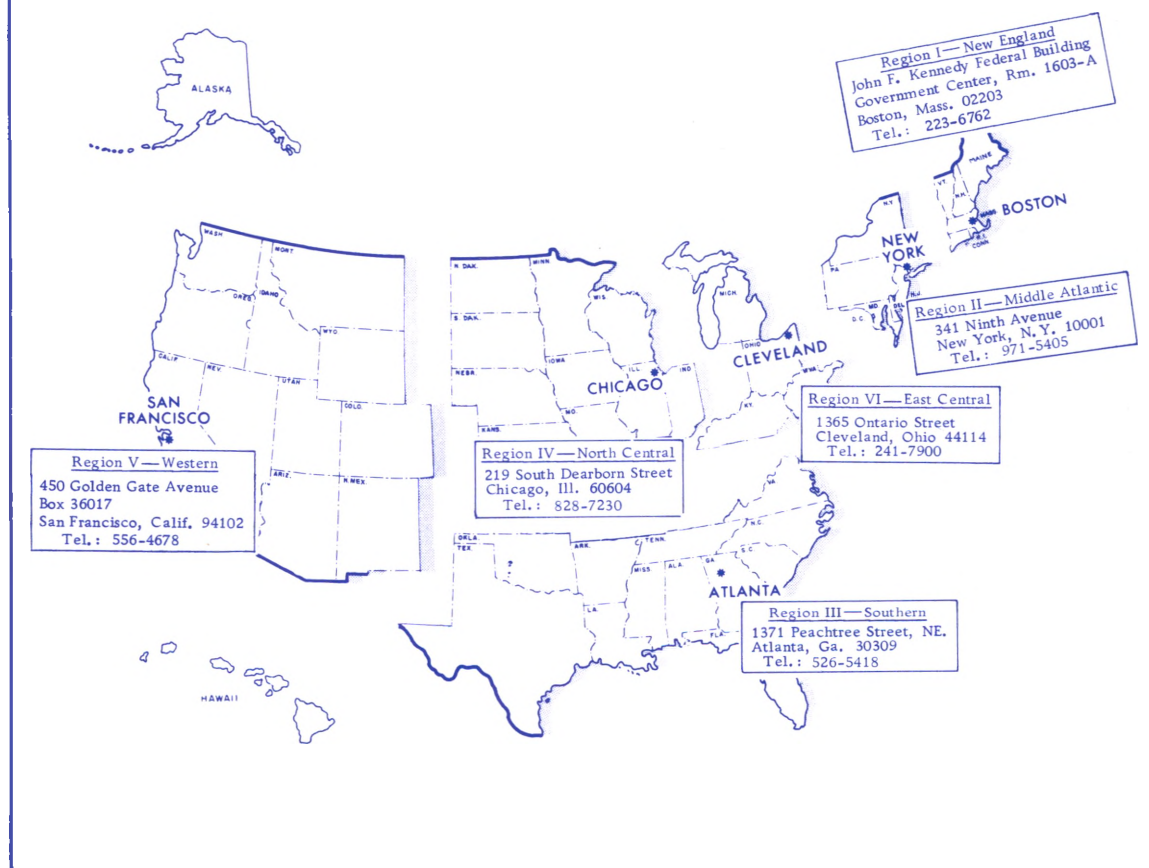 ALASKA
Region I—New England
John F. Kennedy Federal Building
Government Center, Rm. 1603-A
Boston, Mass. 02203
Tel.: 223-6762
MAINE
VT.
N.H.
MASS
BOSTON
R.I.
CONN
N.Y.
NEW
YORK
PA
N.J.
MD
DEL
D.C.
Region II—Middle Atlantic
341 Ninth Avenue
New York, N.Y. 10001
Tel.: 971-5405
WASH
MONT.
OREG
IDAHO
WYO
CALIF
NEV.
UTAH
COLO.
ARIZ.
N.MEX.
SAN
FRANCISCO
Region V—Western
450 Golden Gate Avenue
Box 36017
San Francisco, Calif. 94102
Tel.: 556-4678
N. DAK.
MINN.
S. DAK.
WIS.
MICH.
IOWA
NEBR.
ILL.
IND
MO.
KANS.
CHICAGO
Region IV—North Central
219 South Dearborn Street
Chicago, Ill. 60604
Tel.: 828-7230
OHIO
CLEVELAND
W.VA.
KY.
Region VI—East Central
1365 Ontario Street
Cleveland, Ohio 44114
Tel.: 241-7900
VA.
N.C.
OKLA
TEX.
ARK.
TENN.
S.C.
MISS.
ALA.
GA.
LA.
FLA.
ATLANTA
Region III—Southern
1371 Peachtree Street, NE.
Atlanta, Ga. 30309
Tel.: 526-5418
HAWAII